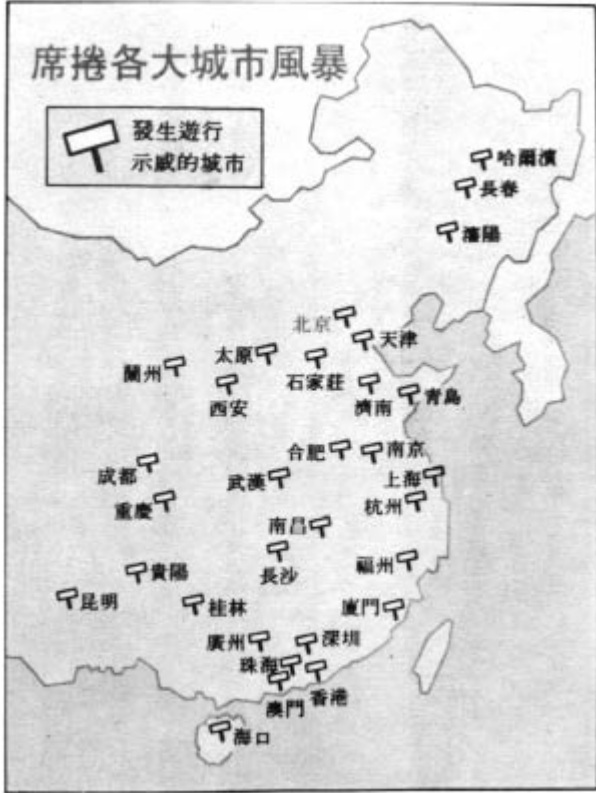 席捲各大城市風暴
發生遊行
示威的城市
哈爾濱
長春
瀋陽
北京
天津
太原
石家莊
蘭州
西安
濟南
青島
合肥
南京
成都
武漢
上海
重慶
杭州
南昌
長沙
福州
貴陽
昆明
桂林
廈門
廣州
深圳
珠海
香港
澳門
海口